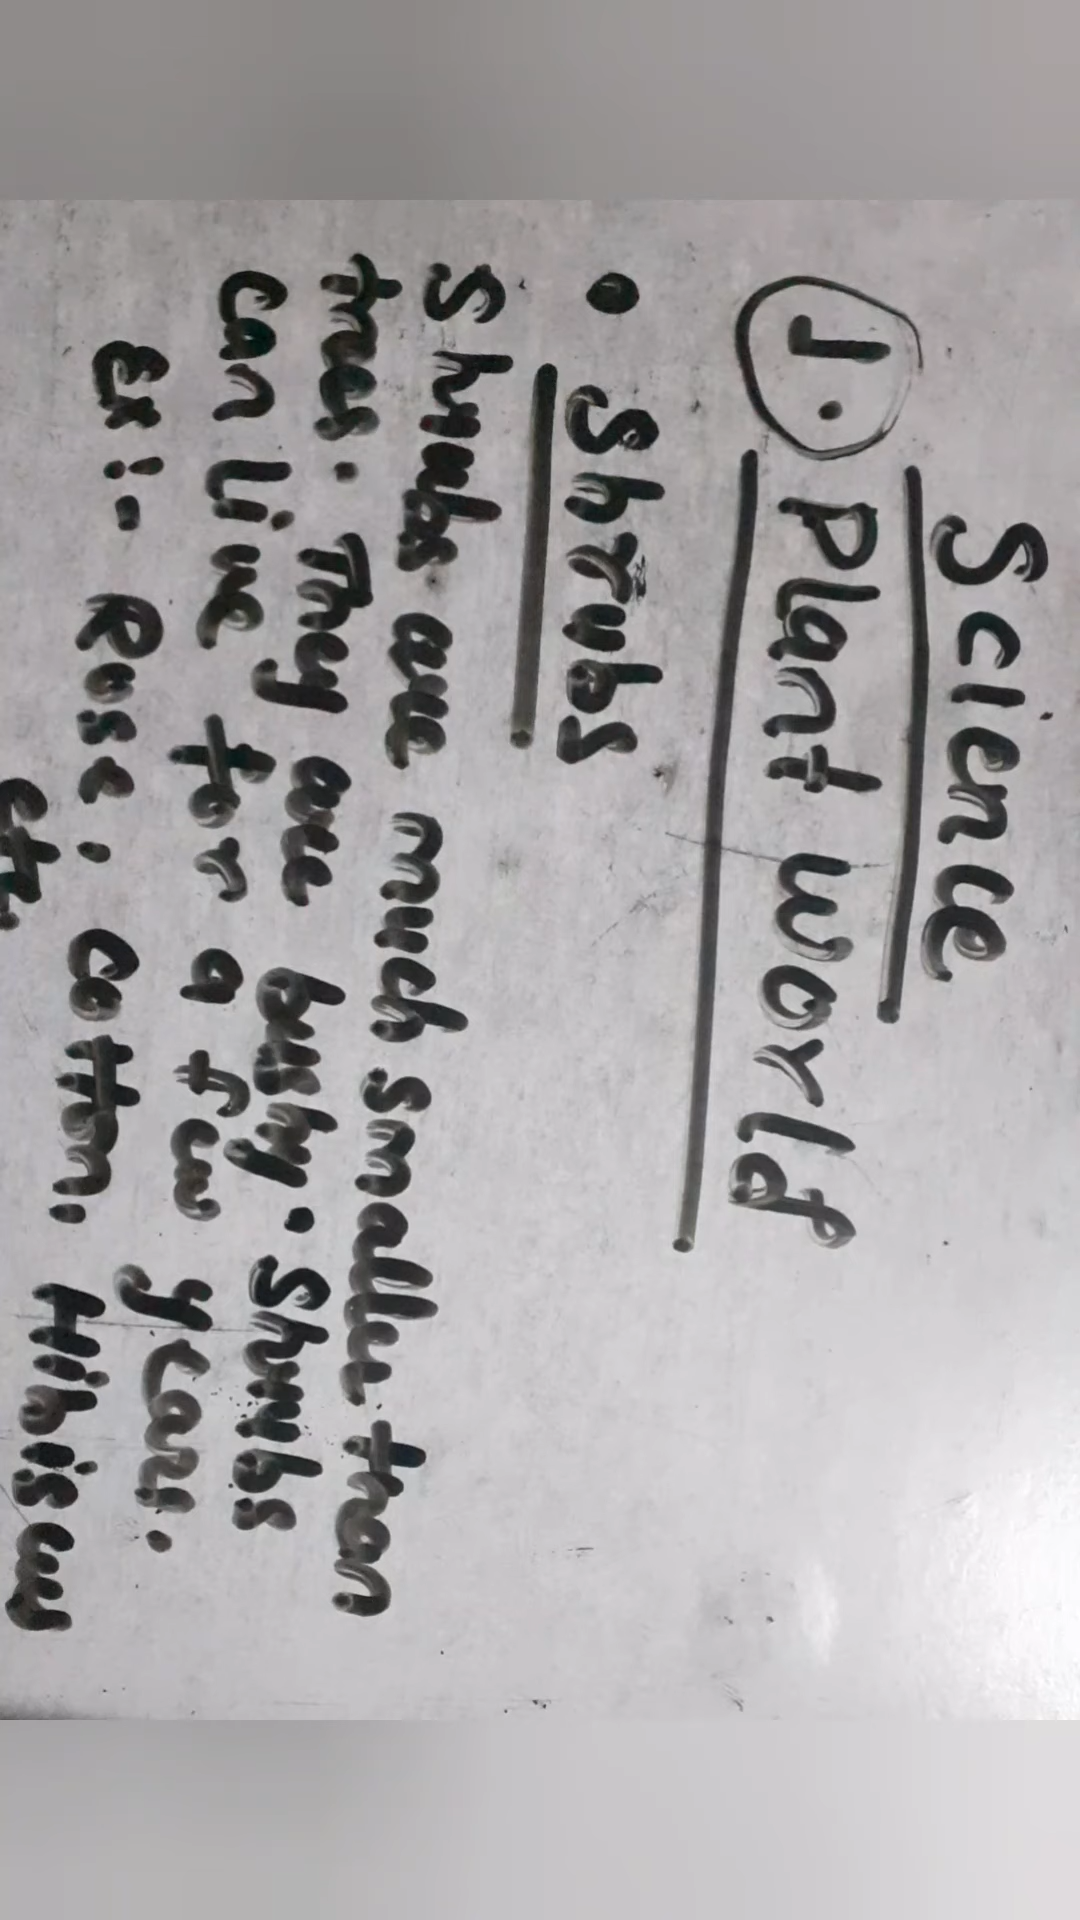 Science
1. Plant world
• Shrubs
Shrubs are much smaller than
trees. They are bushy. Shrubs
can live for a few years.
Ex:- Rose, Cotton, Hibiscus
etc.